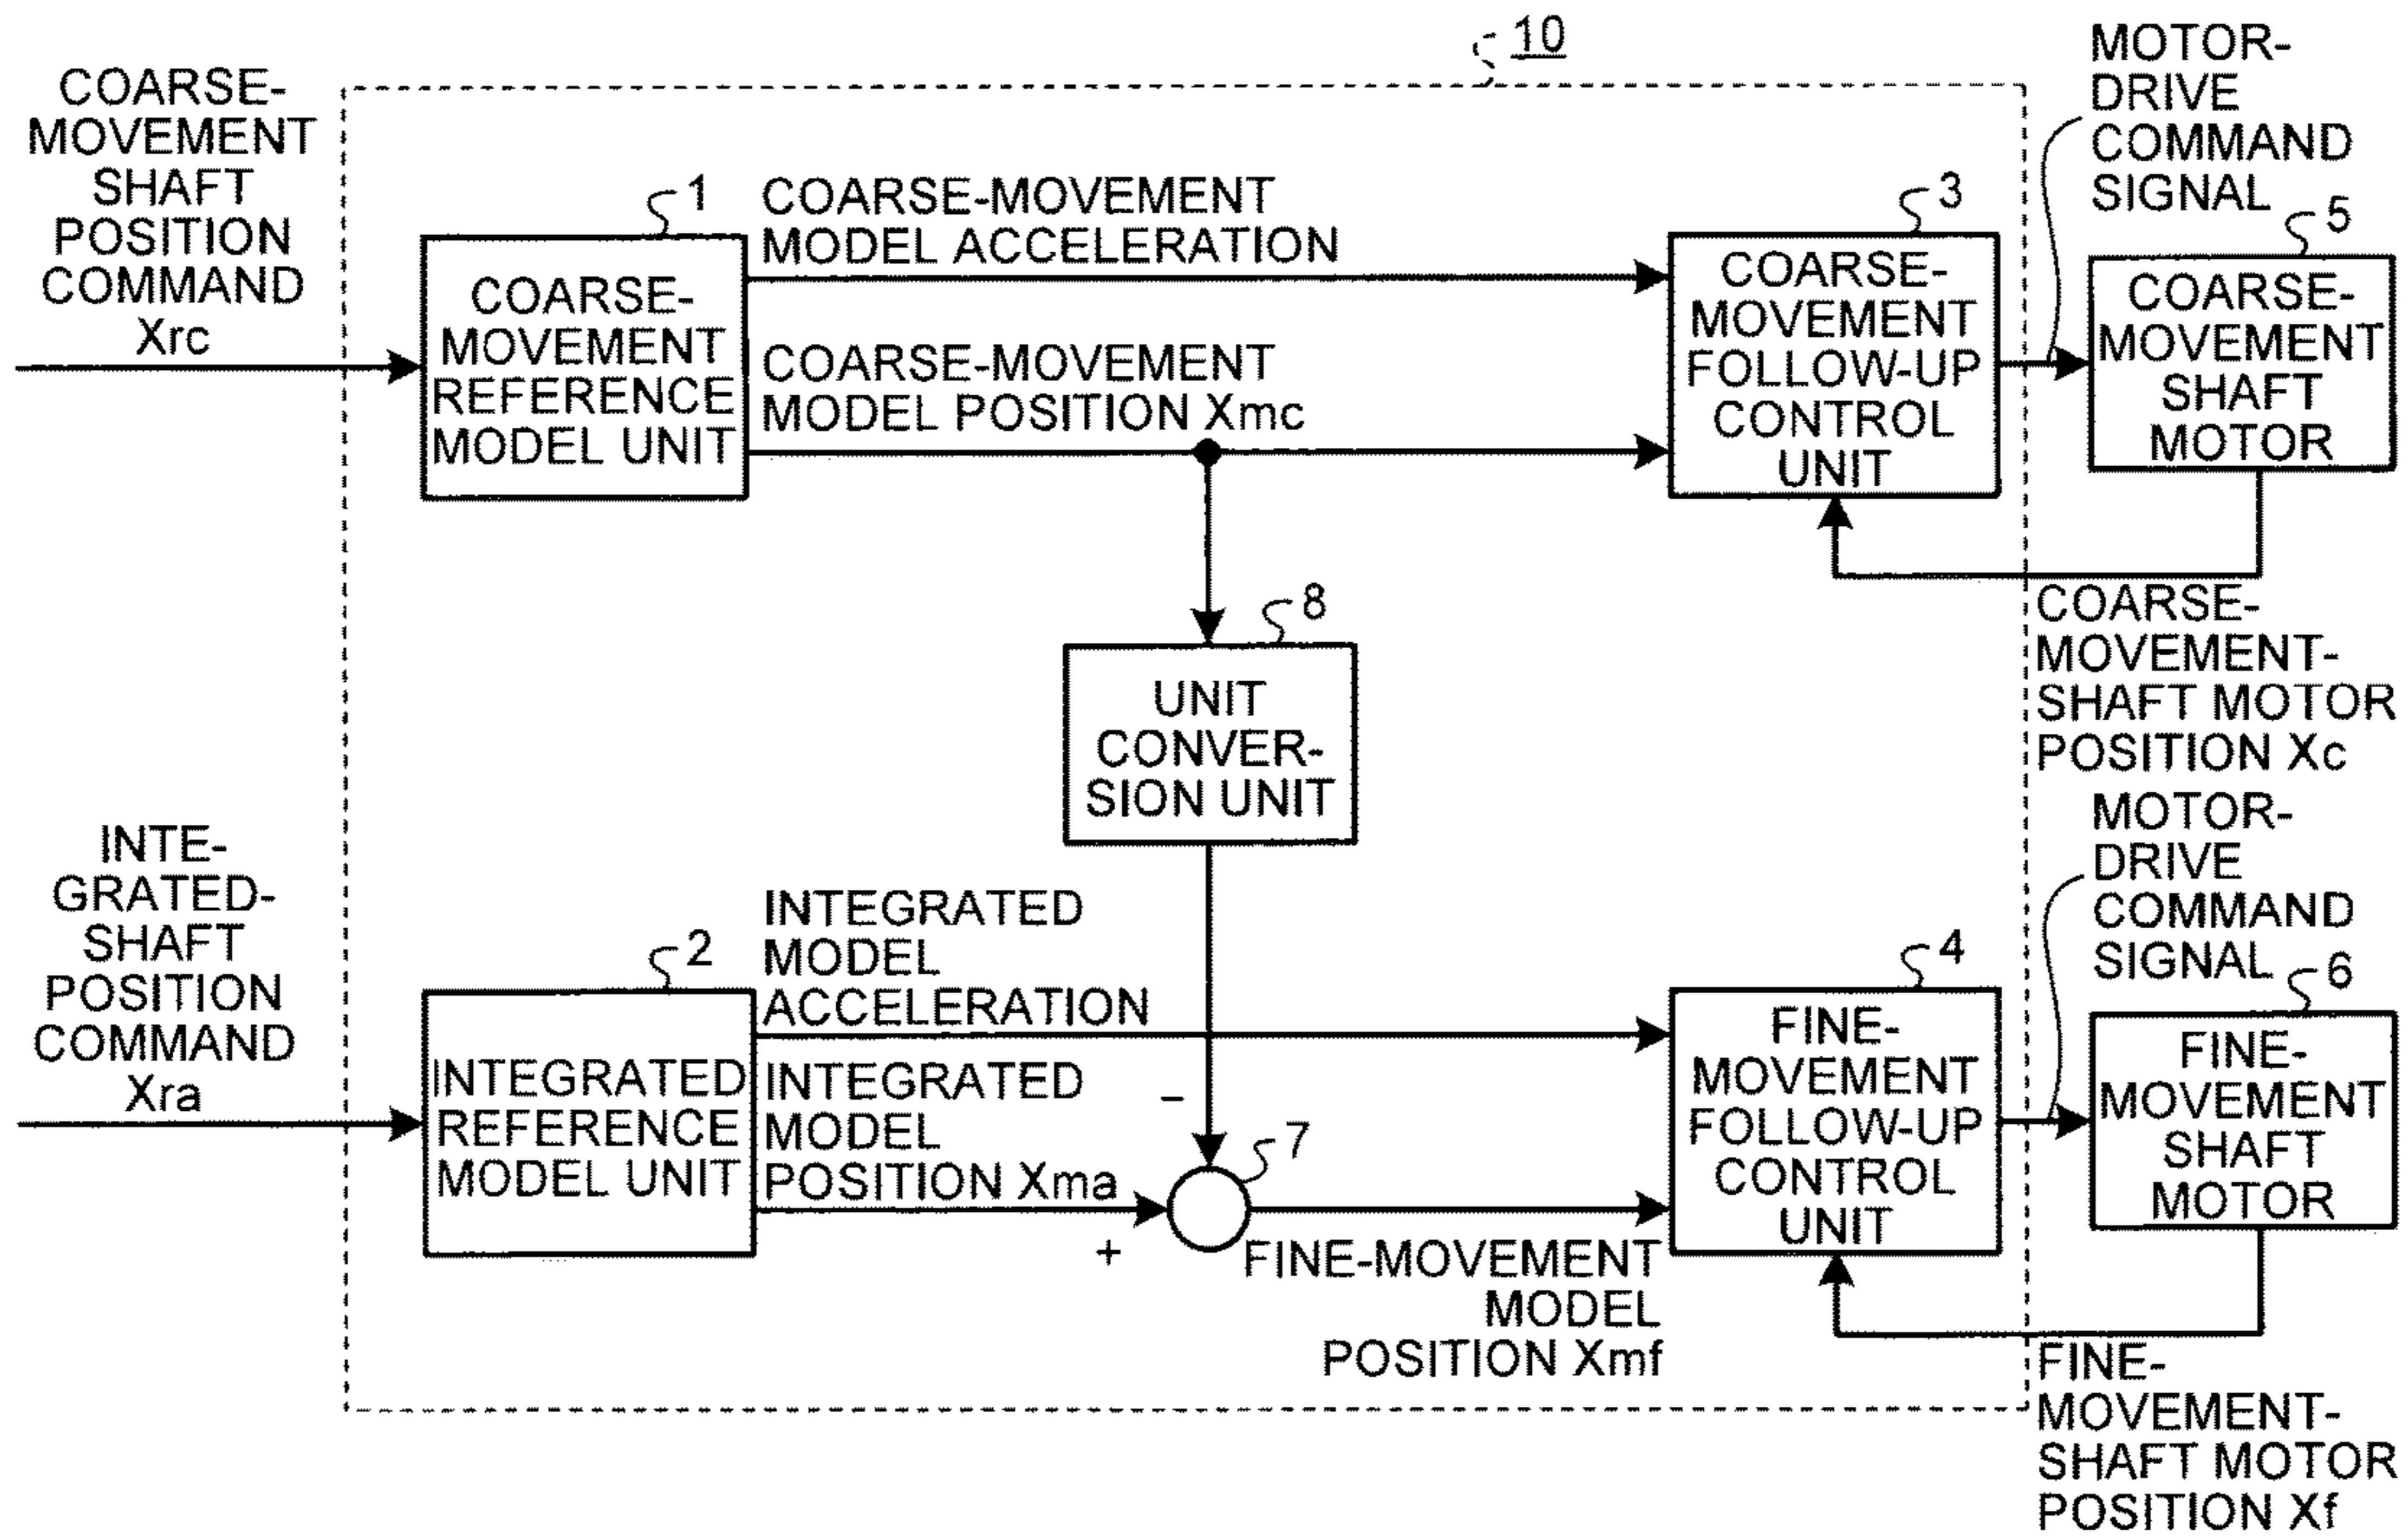 10
COARSE-
MOVEMENT
SHAFT
POSITION
COMMAND
Xrc
1
COARSE-
MOVEMENT
REFERENCE
MODEL UNIT
COARSE-MOVEMENT
MODEL ACCELERATION
COARSE-MOVEMENT
MODEL POSITION Xmc
3
COARSE-
MOVEMENT
FOLLOW-UP
CONTROL
UNIT
MOTOR-
DRIVE
COMMAND
SIGNAL
5
COARSE-
MOVEMENT
SHAFT
MOTOR
COARSE-
MOVEMENT-
SHAFT MOTOR
POSITION Xc
8
UNIT
CONVER-
SION UNIT
INTE-
GRATED-
SHAFT
POSITION
COMMAND
Xra
2
INTEGRATED
REFERENCE
MODEL UNIT
INTEGRATED
MODEL
ACCELERATION
INTEGRATED
MODEL
POSITION Xma
−
+
7
FINE-MOVEMENT
MODEL
POSITION Xmf
4
FINE-
MOVEMENT
FOLLOW-UP
CONTROL
UNIT
MOTOR-
DRIVE
COMMAND
SIGNAL
6
FINE-
MOVEMENT
SHAFT
MOTOR
FINE-
MOVEMENT-
SHAFT MOTOR
POSITION Xf